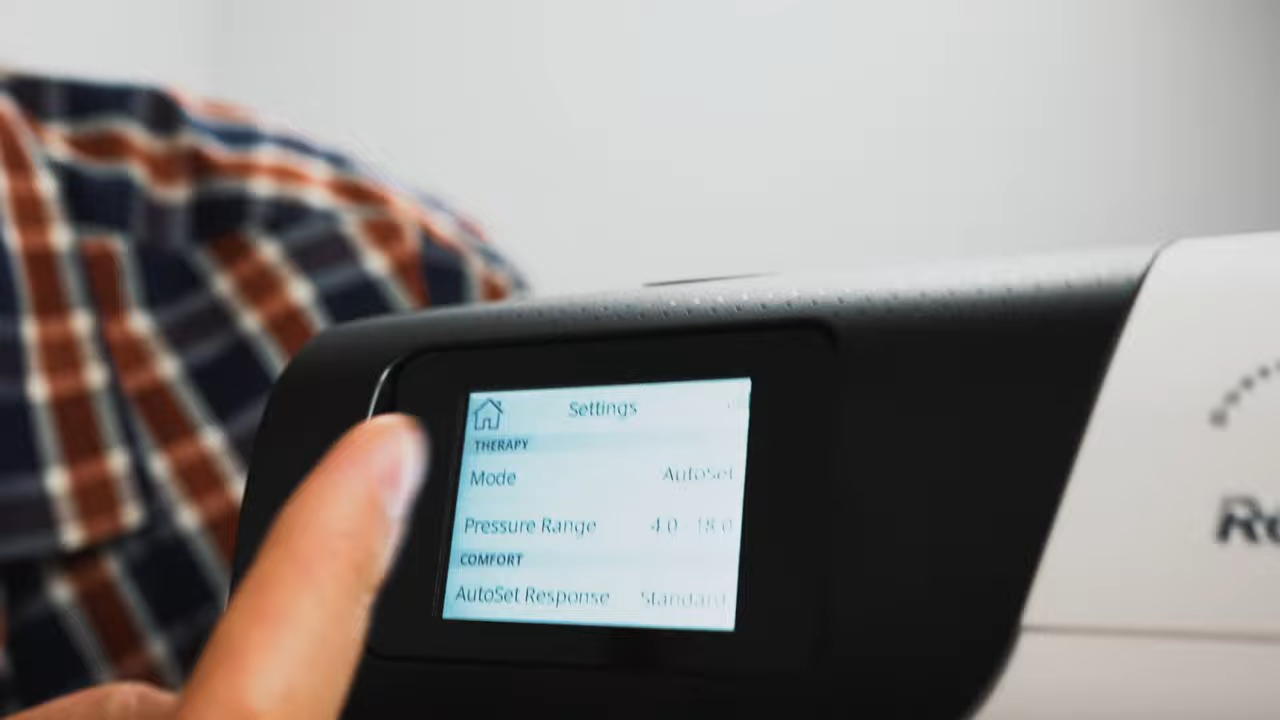 Settings
THERAPY
Mode AutoSet
Pressure Range 4.0 - 18.0
COMFORT
AutoSet Response Standard